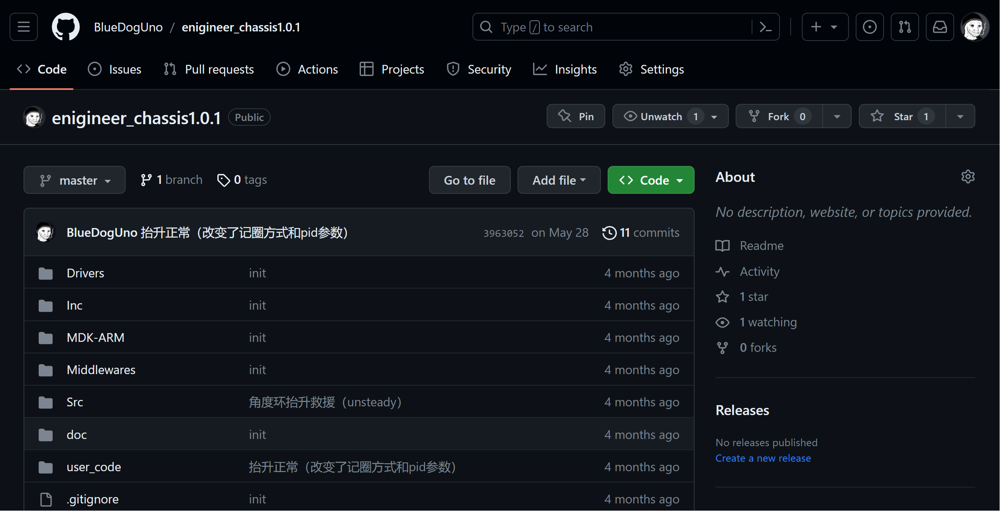 BlueDogUno / enigineer_chassis1.0.1
Type / to search
Code Issues Pull requests Actions Projects Security Insights Settings
enigineer_chassis1.0.1 Public
Pin Unwatch 1 Fork 0 Star 1
master 1 branch 0 tags Go to file Add file Code
BlueDogUno 抬升正常（改变了记圈方式和pid参数） 3963052 on May 28 11 commits
Drivers init 4 months ago
Inc init 4 months ago
MDK-ARM init 4 months ago
Middlewares init 4 months ago
Src 角度环抬升救援（unsteady） 4 months ago
doc init 4 months ago
user_code 抬升正常（改变了记圈方式和pid参数） 4 months ago
.gitignore init 4 months ago
About
No description, website, or topics provided.
Readme
Activity
1 star
1 watching
0 forks
Releases
No releases published
Create a new release